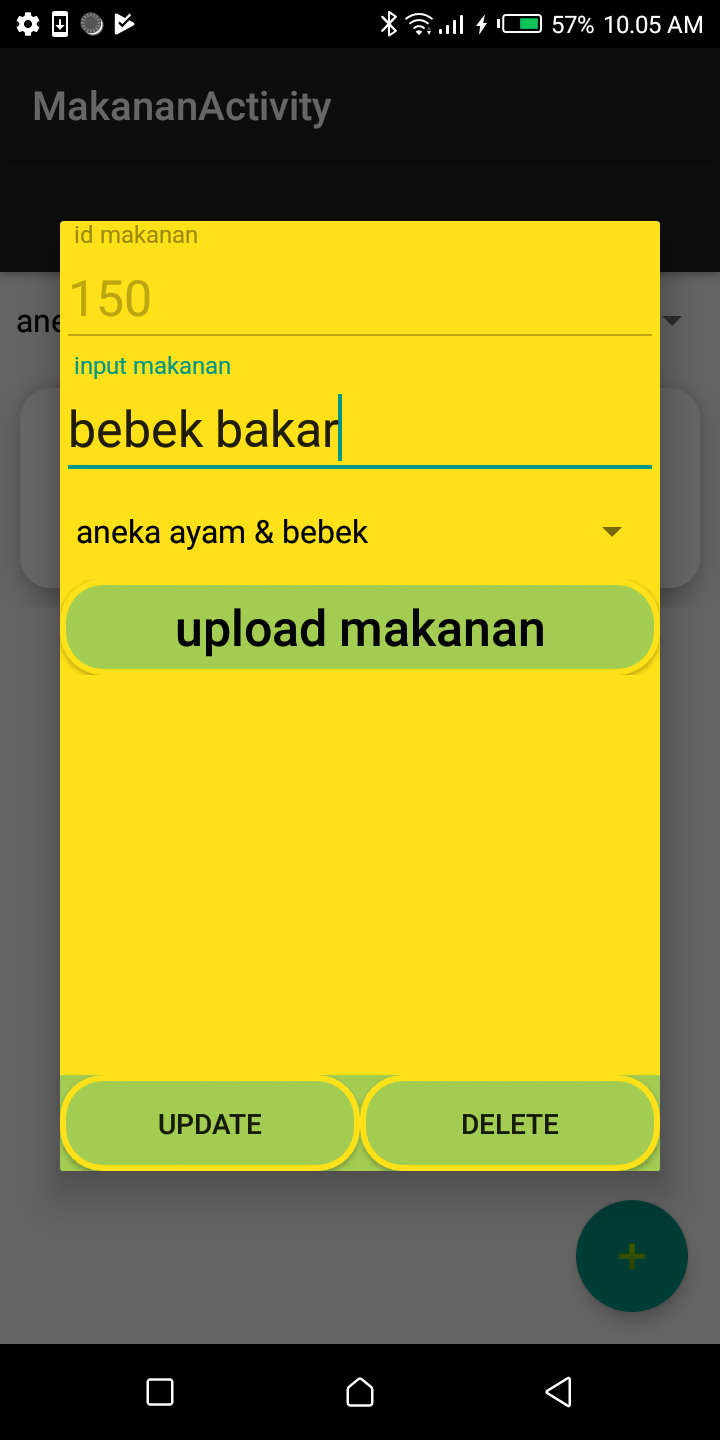 57% 10.05 AM
MakananActivity
id makanan
150
ane
input makanan
bebek bakar
aneka ayam & bebek
upload makanan
UPDATE DELETE
+